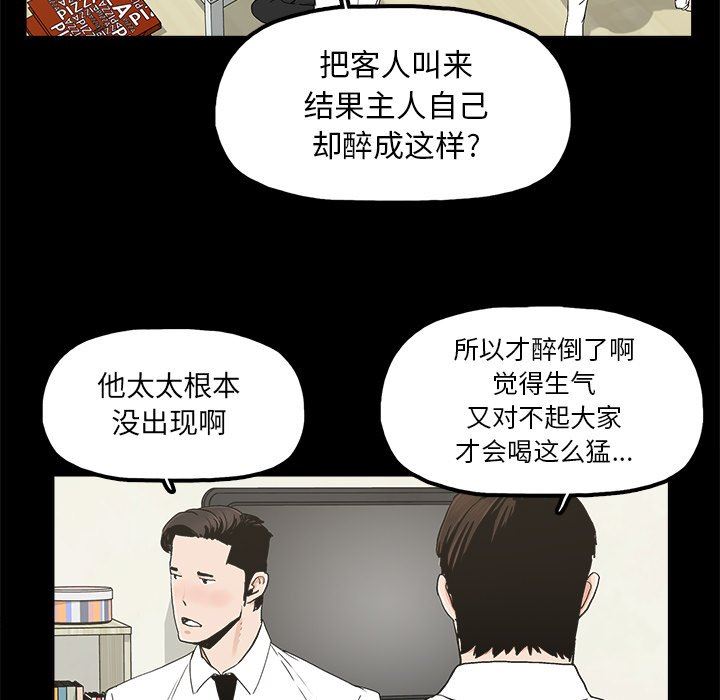 把客人叫来
结果主人自己
却醉成这样?
他太太根本
没出现啊
所以才醉倒了啊
觉得生气
又对不起大家
才会喝这么猛...